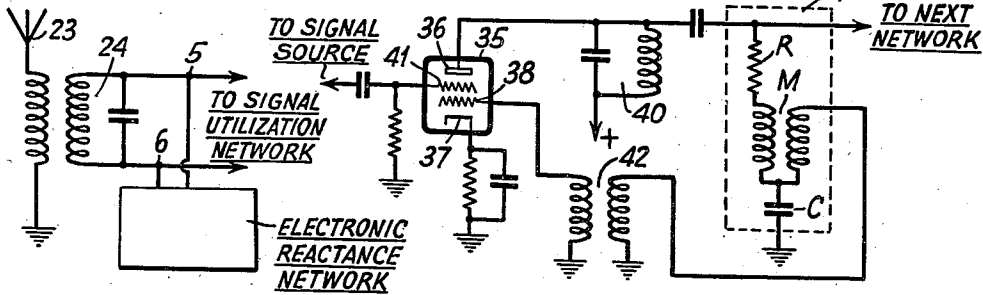 23
24
5
6
TO SIGNAL
UTILIZATION
NETWORK
ELECTRONIC
REACTANCE
NETWORK
TO SIGNAL
SOURCE
41
36
35
38
37
42
40
+
R
M
C
TO NEXT
NETWORK